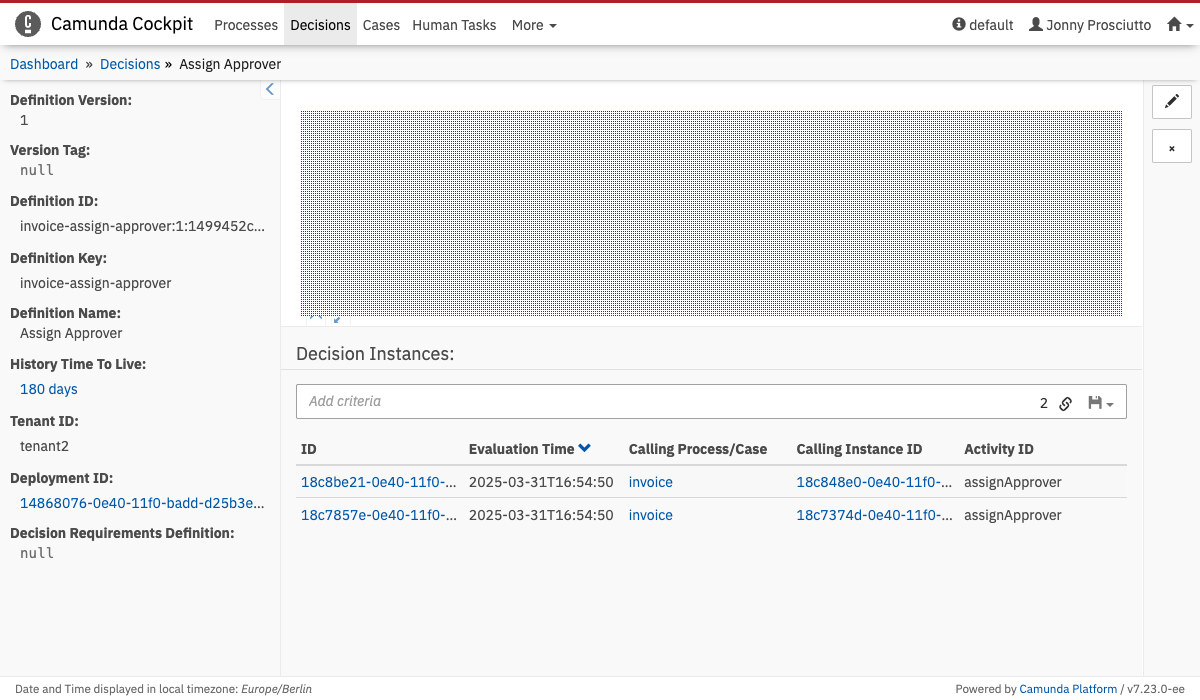 Camunda Cockpit Processes Decisions Cases Human Tasks More default Jonny Prosciutto
Dashboard » Decisions » Assign Approver
Definition Version:
1
Version Tag:
null
Definition ID:
invoice-assign-approver:1:1499452c...
Definition Key:
invoice-assign-approver
Definition Name:
Assign Approver
History Time To Live:
180 days
Tenant ID:
tenant2
Deployment ID:
14868076-0e40-11f0-badd-d25b3e...
Decision Requirements Definition:
null
Decision Instances:
Add criteria 2
ID Evaluation Time Calling Process/Case Calling Instance ID Activity ID
18c8be21-0e40-11f0-... 2025-03-31T16:54:50 invoice 18c848e0-0e40-11f0-... assignApprover
18c7857e-0e40-11f0-... 2025-03-31T16:54:50 invoice 18c7374d-0e40-11f0-... assignApprover
Date and Time displayed in local timezone: Europe/Berlin
Powered by Camunda Platform / v7.23.0-ee